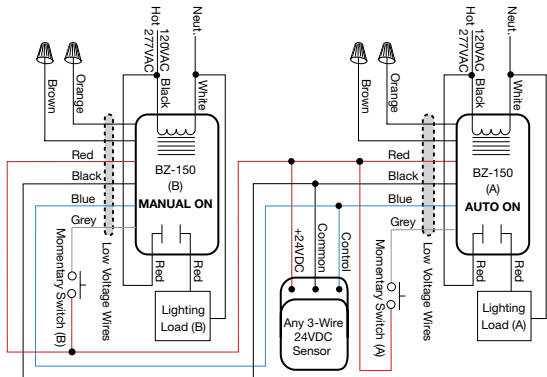 Hot
120VAC
277VAC
Neut.
Black
White
Orange
Brown
Red
Black
Blue
Grey
BZ-150
(B)
MANUAL ON
Red
Red
Low Voltage Wires
Momentary Switch (B)
Lighting
Load (B)
+24VDC
Common
Control
Any 3-Wire
24VDC
Sensor
Hot
120VAC
277VAC
Neut.
Black
White
Orange
Brown
Red
Black
Blue
Grey
BZ-150
(A)
AUTO ON
Red
Red
Low Voltage Wires
Momentary Switch (A)
Lighting
Load (A)